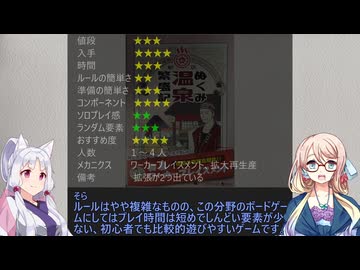 値段 ★★★
入手 ★★★★
時間 ★★★
ルールの簡単さ ★★
準備の簡単さ ★★★
コンポーネント ★★★★
ソロプレイ感 ★★
ランダム要素 ★★★
おすすめ度 ★★★★
人数 1~4人
メカニクス ワーカープレイスメント、拡大再生産
備考 拡張が2つ出ている
ぬくみ温泉繁盛記
そら
ルールはやや複雑なものの、この分野のボードゲー
ムにしてはプレイ時間は短めでしんどい要素が少
ない、初心者でも比較的遊びやすいゲームです